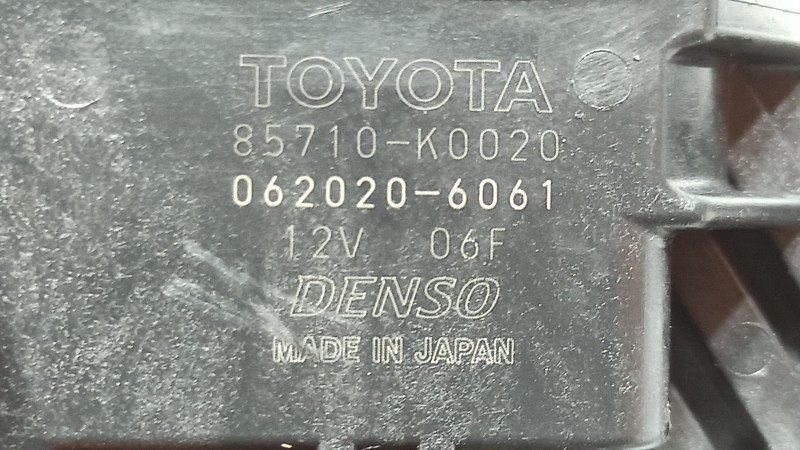 TOYOTA
85710-K0020
062020-6061
12V 06F
DENSO
MADE IN JAPAN